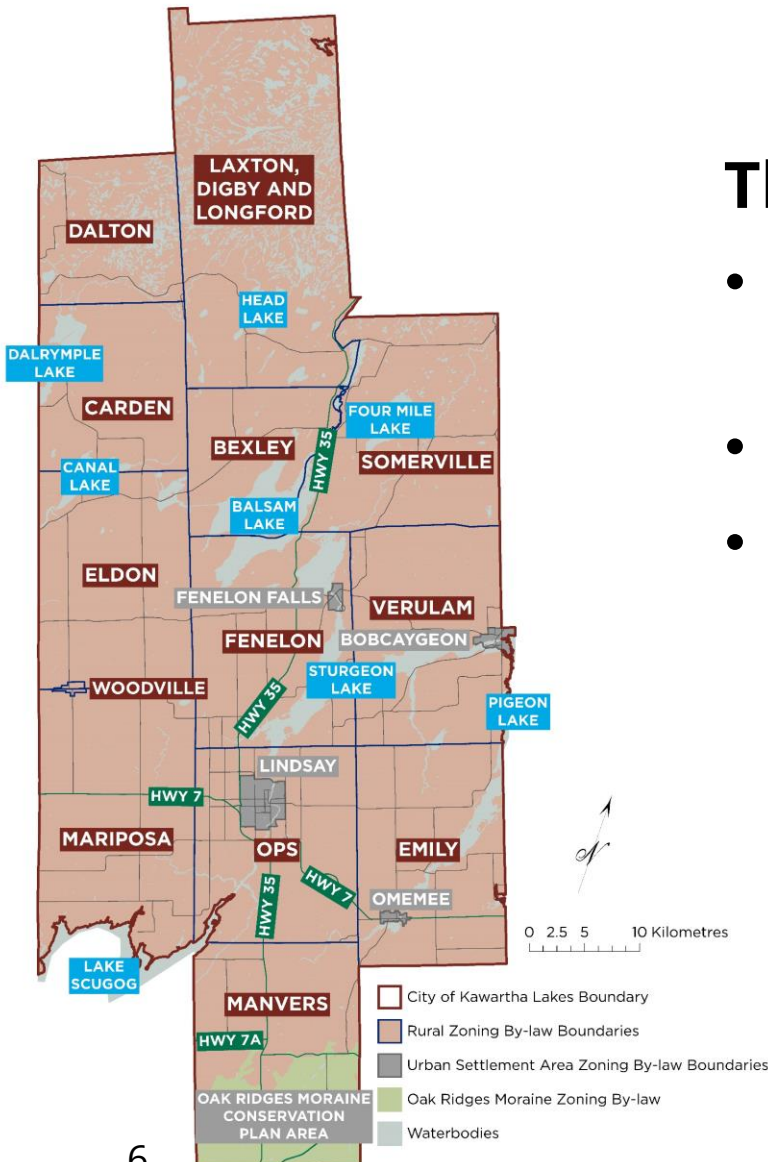 LAXTON,
DIGBY AND
LONGFORD
Th
DALTON
•
HEAD
LAKE
DALRYMPLE
LAKE
CARDEN
FOUR MILE
LAKE
BEXLEY
HWY 35
•
SOMERVILLE
CANAL
LAKE
BALSAM
LAKE
•
ELDON
FENELON FALLS
VERULAM
FENELON
BOBCAYGEON
STURGEON
LAKE
WOODVILLE
HWY 35
PIGEON
LAKE
LINDSAY
HWY 7
MARIPOSA
OPS
EMILY
N
HWY 7
HWY 35
OMEMEE
0 2.5 5 10 Kilometres
LAKE
SCUGOG
MANVERS
HWY 7A
City of Kawartha Lakes Boundary
Rural Zoning By-law Boundaries
Urban Settlement Area Zoning By-law Boundaries
Oak Ridges Moraine Zoning By-law
Waterbodies
OAK RIDGES MORAINE
CONSERVATION
PLAN AREA
6